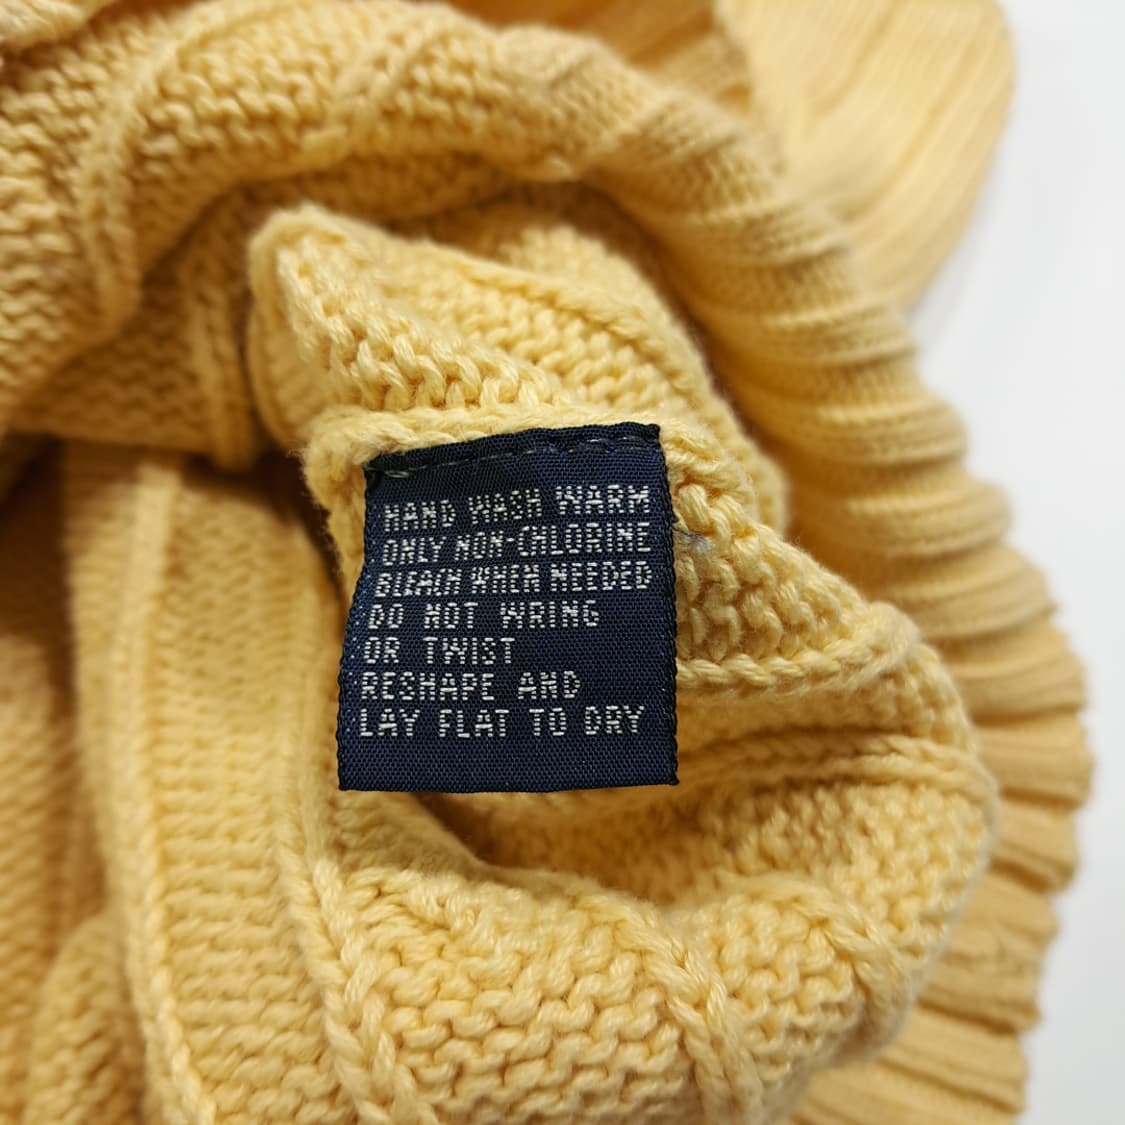 HAND WASH WARM
ONLY NON-CHLORINE
BLEACH WHEN NEEDED
DO NOT WRING
OR TWIST
RESHAPE AND
LAY FLAT TO DRY